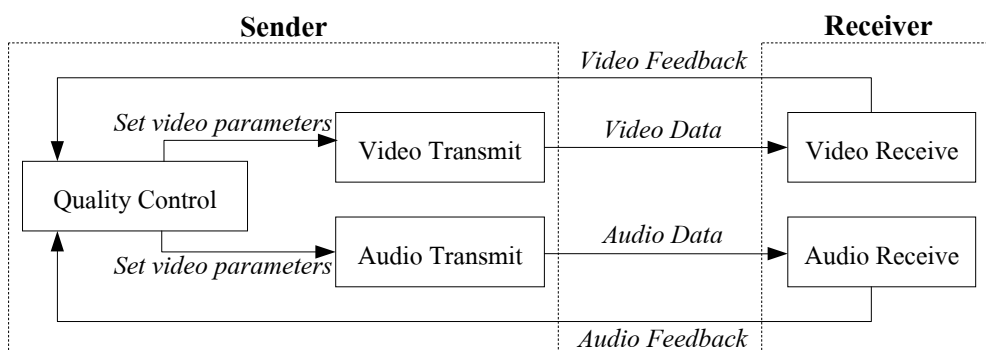 Sender
Receiver
Video Feedback
Set video parameters
Video Data
Video Transmit
Video Receive
Quality Control
Audio Data
Set video parameters
Audio Transmit
Audio Receive
Audio Feedback